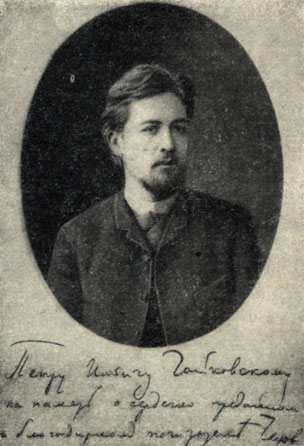 Петру Ильичу Чайковскому
на память о сердечно преданном
и благодарном почитателе